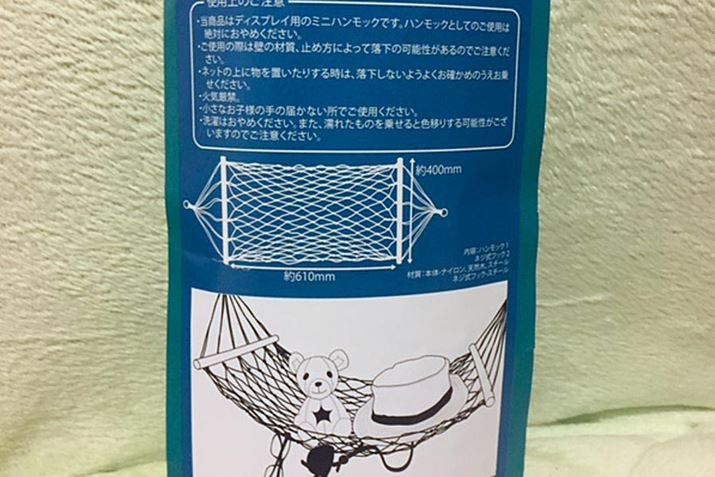 使用上のご注意
・当商品はディスプレイ用のミニハンモックです。ハンモックとしてのご使用は
絶対におやめください。
・ご使用の際は壁の材質、止め方によって落下の可能性があるのでご注意くだ
さい。
・ネットの上に物を置いたりする時は、落下しないようよくお確かめのうえお乗
せください。
・火気厳禁。
・小さなお子様の手の届かない所でご使用ください。
・洗濯はおやめください。また、濡れたものを乗せると色移りする可能性がござ
いますのでご注意ください。
約400mm
約610mm
内容:ハンモック1
ネジ式フック2
材質:本体-ナイロン、天然木、スチール
ネジ式フック-スチール